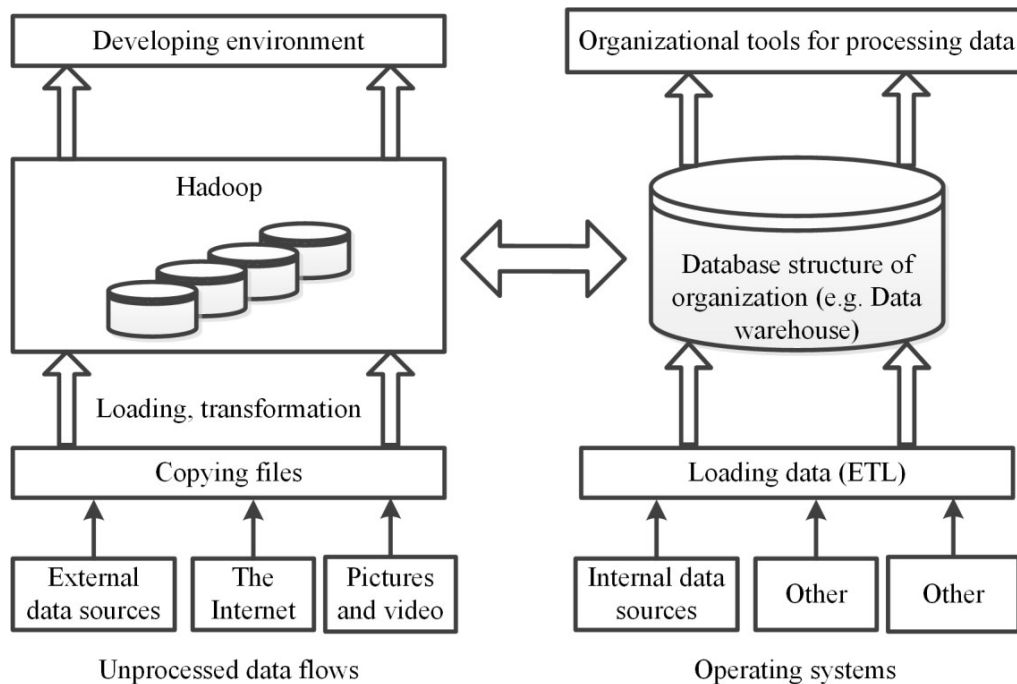 Developing environment
Organizational tools for processing data
Hadoop
Database structure of
organization (e.g. Data
warehouse)
Loading, transformation
Copying files
Loading data (ETL)
External
data sources
The
Internet
Pictures
and video
Internal data
sources
Other
Other
Unprocessed data flows
Operating systems